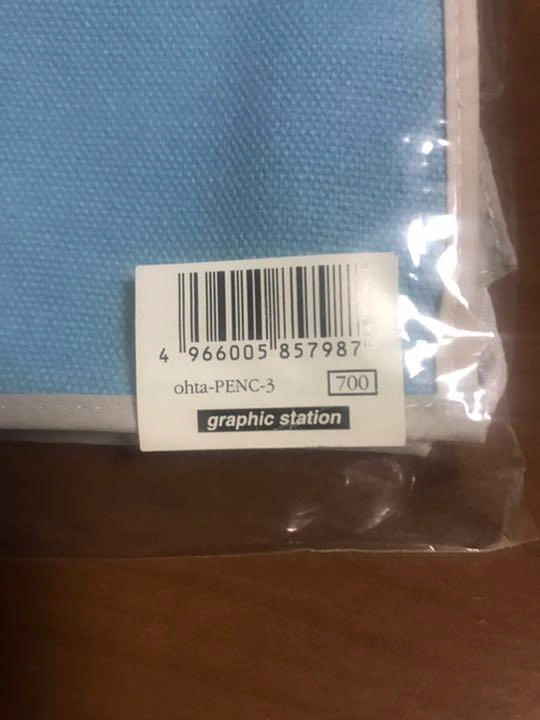 4 966005 857987
ohta-PENC-3 700
graphic station